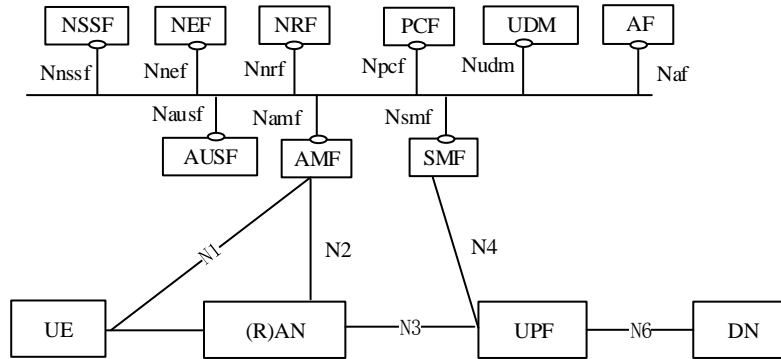 NSSF NEF NRF PCF UDM AF
Nnssf Nnef Nnrf Npcf Nudm Naf
Nausf Namf Nsmf
AUSF AMF SMF
N1 N2 N4
UE (R)AN N3 UPF N6 DN